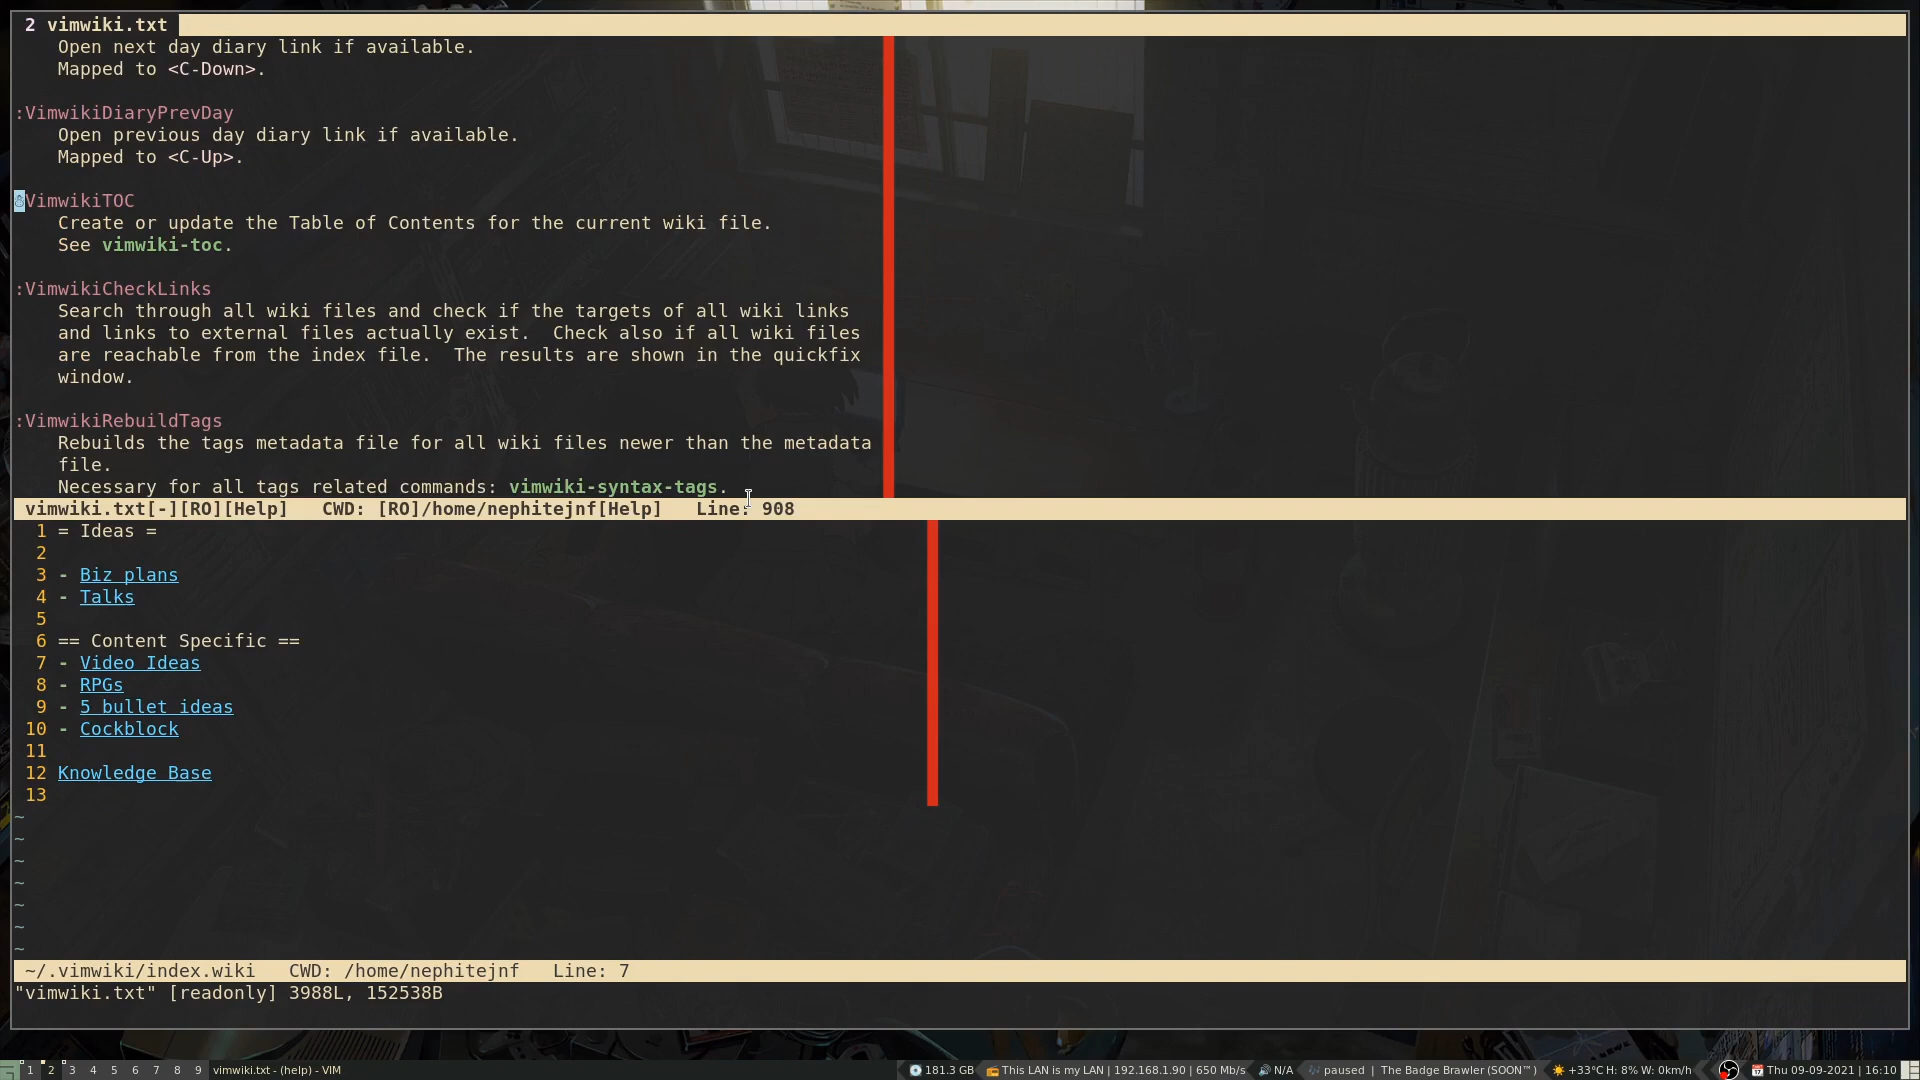 2 vimwiki.txt
Open next day diary link if available.
Mapped to <C-Down>.
:VimwikiDiaryPrevDay
Open previous day diary link if available.
Mapped to <C-Up>.
VimwikiTOC
Create or update the Table of Contents for the current wiki file.
See vimwiki-toc.
:VimwikiCheckLinks
Search through all wiki files and check if the targets of all wiki links
and links to external files actually exist.  Check also if all wiki files
are reachable from the index file.  The results are shown in the quickfix
window.
:VimwikiRebuildTags
Rebuilds the tags metadata file for all wiki files newer than the metadata
file.
Necessary for all tags related commands: vimwiki-syntax-tags.
vimwiki.txt[-][RO][Help]   CWD: [RO]/home/nephitejnf[Help]   Line: 908
1 = Ideas =
2
3 - Biz plans
4 - Talks
5
6 == Content Specific ==
7 - Video Ideas
8 - RPGs
9 - 5 bullet ideas
10 - Cockblock
11
12 Knowledge Base
13
~
~
~
~
~
~
~
~/.vimwiki/index.wiki   CWD: /home/nephitejnf   Line: 7
"vimwiki.txt" [readonly] 3988L, 152538B
1 2 3 4 5 6 7 8 9 vimwiki.txt - (help) - VIM 181.3 GB This LAN is my LAN | 192.168.1.90 | 650 Mb/s N/A paused | The Badge Brawler (SOON™) +33°C H: 8% W: 0km/h Thu 09-09-2021 | 16:10